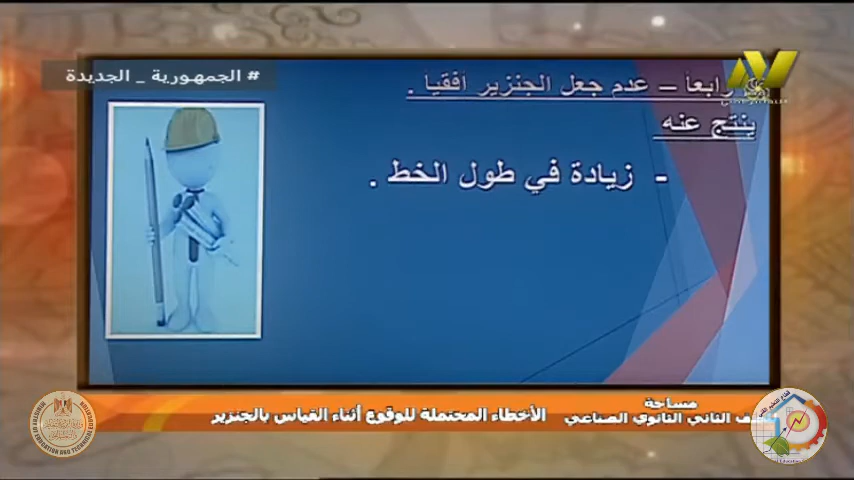 # الجمهورية _ الجديدة
رابعاً – عدم جعل الجنزير أفقيا .
ينتج عنه
- زيادة في طول الخط .
مساحة
الثاني الثانوي الصناعي
الأخطاء المحتملة للوقوع أثناء القياس بالجنزير